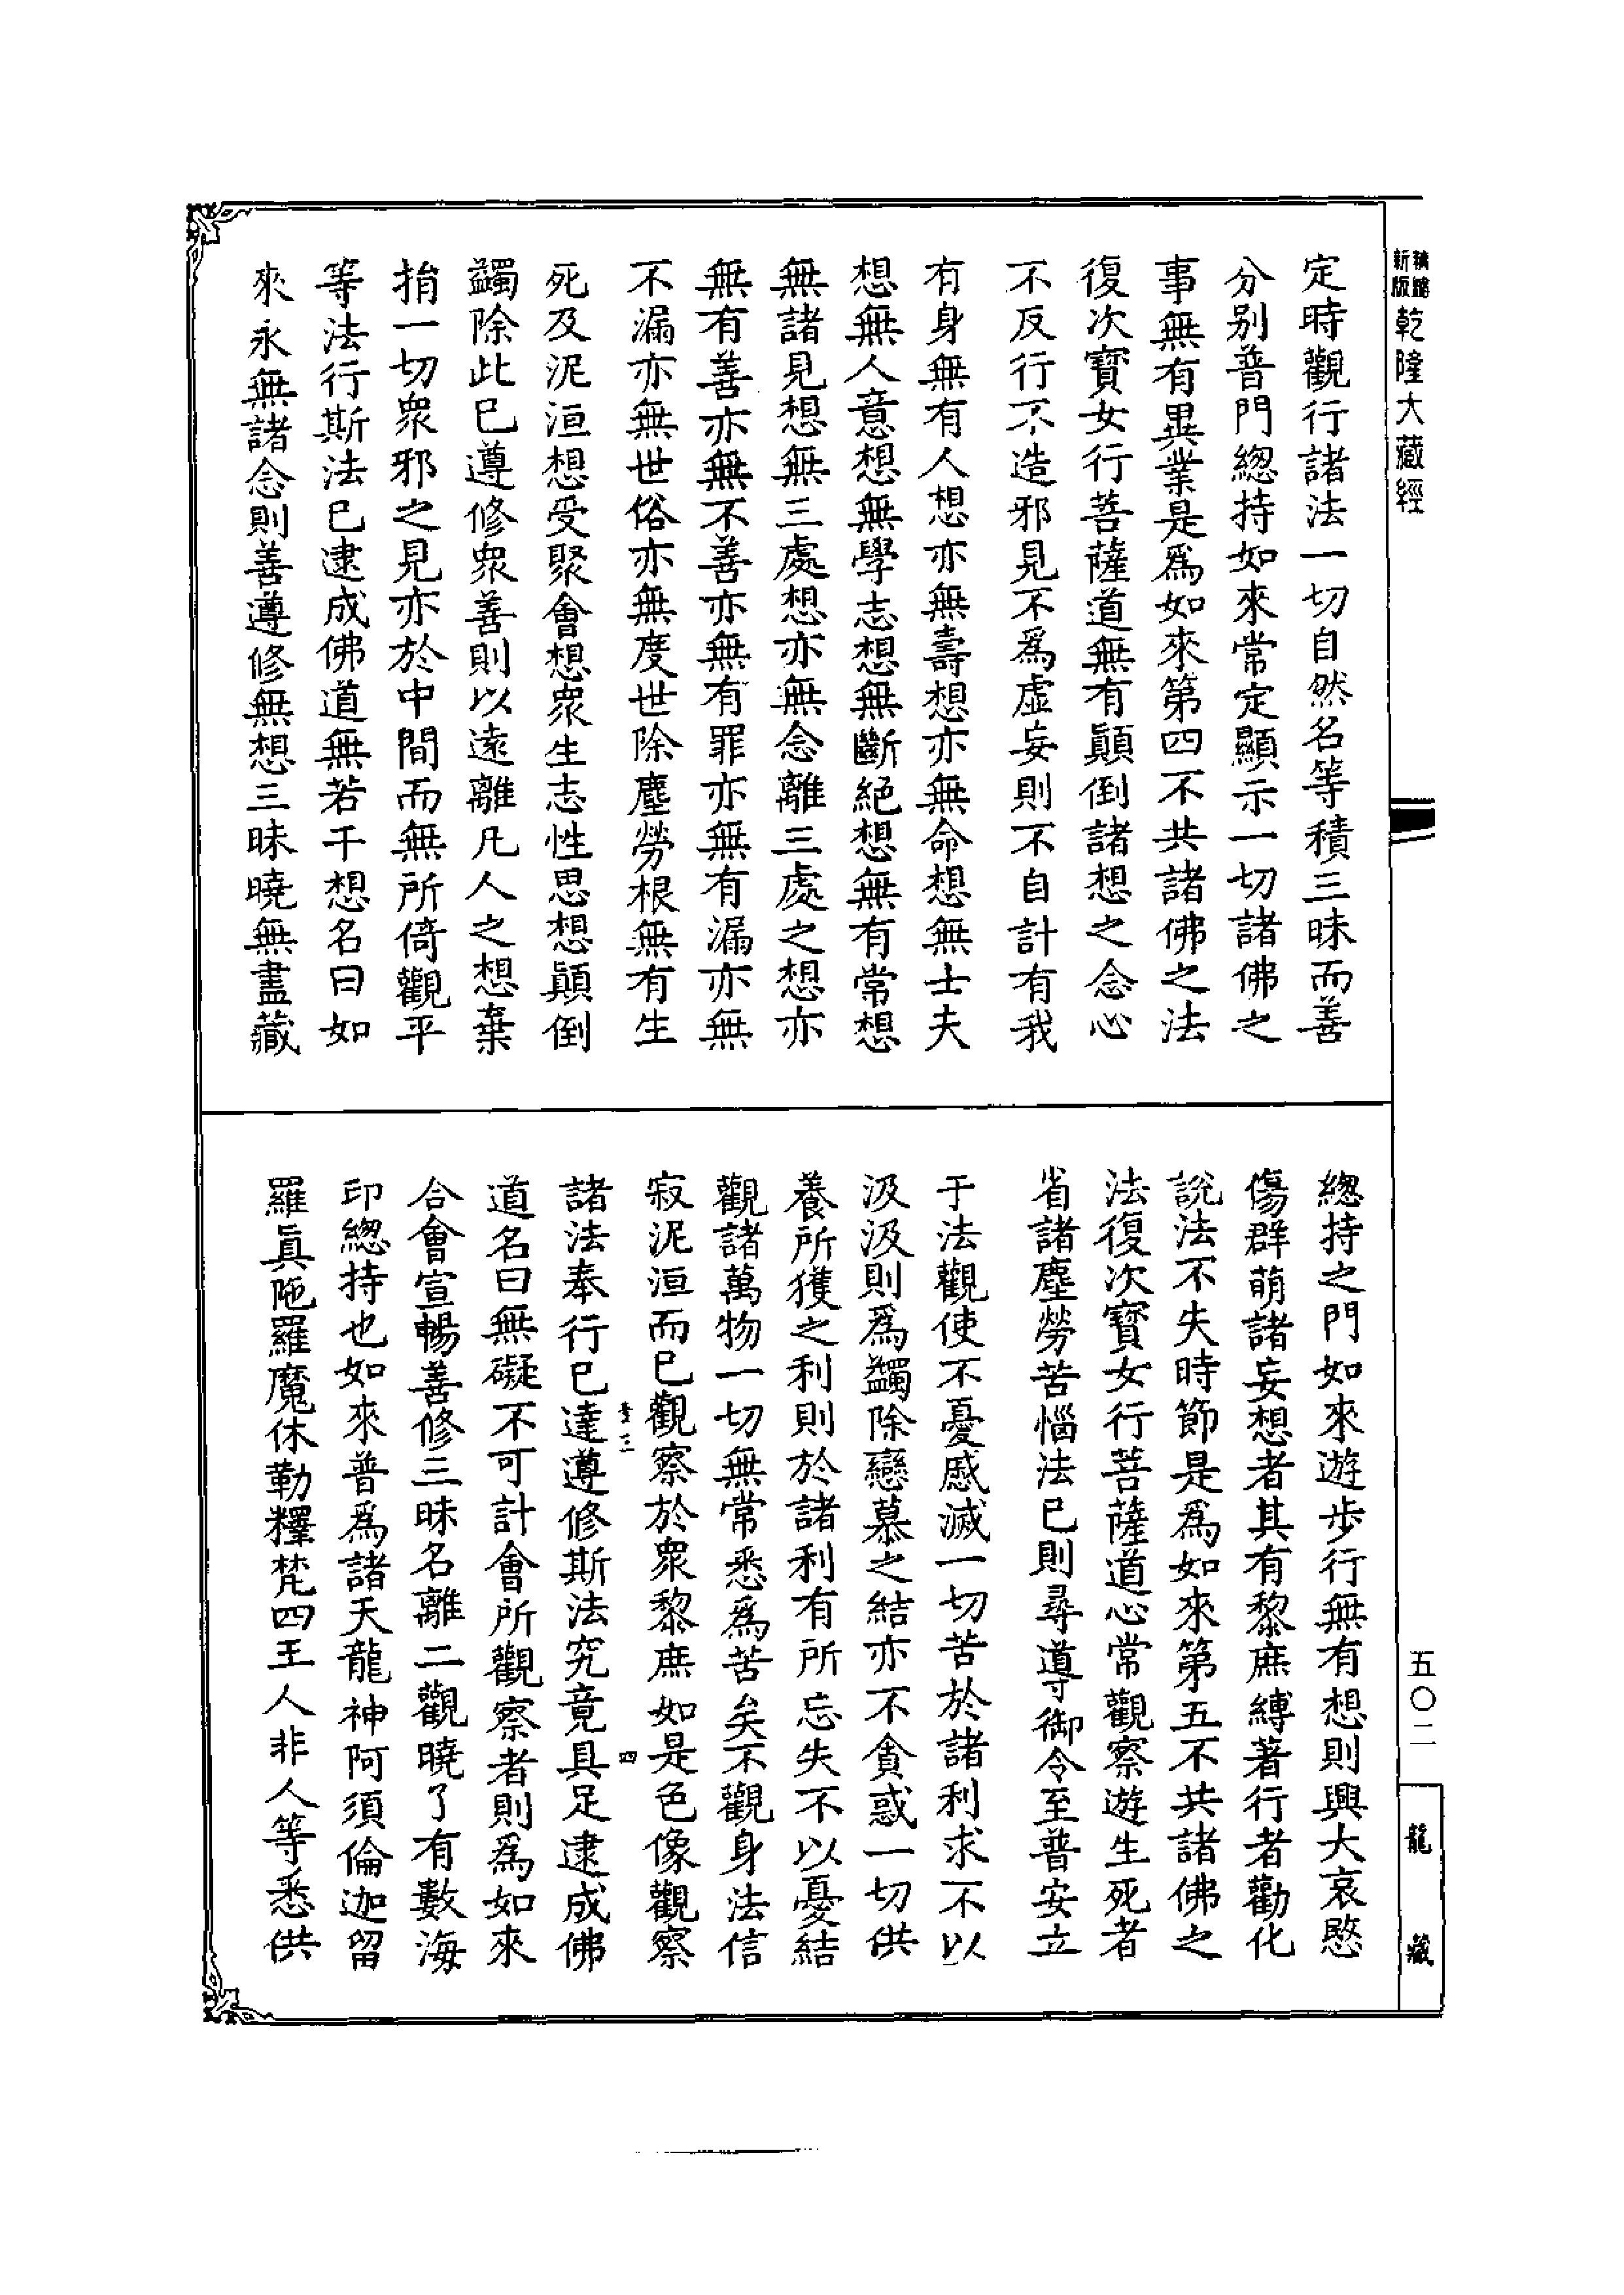 新編縮版乾隆大藏經
定時觀行諸法一切自然名等積三昧而善
分別普門總持如來常定顯示一切諸佛之
事無有異業是爲如來第四不共諸佛之法
復次寶女行菩薩道無有顛倒諸想之念心
不反行不造邪見不爲虛妄則不自計有我
有身無有人想亦無壽想亦無命想無士夫
想無人意想無學志想無斷絕想無有常想
無諸見想無三處想亦無念離三處之想亦
無有善亦無不善亦無有罪亦無有漏亦無
不漏亦無世俗亦無度世除塵勞根無有生
死及泥洹想受聚會想衆生志性思想顛倒
蠲除此已遵修衆善則以遠離凡人之想棄
捐一切衆邪之見亦於中間而無所倚觀平
等法行斯法已逮成佛道無若干想名曰如
來永無諸念則善遵修無想三昧曉無盡藏
總持之門如來遊步行無有想則興大哀愍
傷群萌諸妄想者其有黎庶縛著行者勸化
說法不失時節是爲如來第五不共諸佛之
法復次寶女行菩薩道心常觀察遊生死者
省諸塵勞苦惱法已則尋導御令至普安立
于法觀使不憂慼滅一切苦於諸利求不以
汲汲則爲蠲除戀慕之結亦不貪惑一切供
養所獲之利則於諸利有所忘失不以憂結
觀諸萬物一切無常悉爲苦矣不觀身法信
寂泥洹而已觀察於衆黎庶如是色像觀察
諸法奉行已達遵修斯法究竟具足逮成佛
道名曰無礙不可計會所觀察者則爲如來
合會宣暢善修三昧名離二觀曉了有數海
印總持也如來普爲諸天龍神阿須倫迦留
羅眞陁羅魔休勒釋梵四王人非人等悉供
五〇二
龍藏